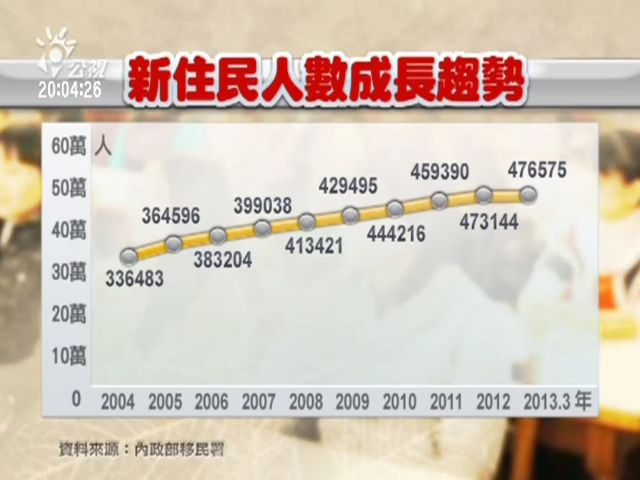 公視
20:04:26
新住民人數成長趨勢
60萬 人
50萬
40萬
30萬
20萬
10萬
0
336483
364596
383204
399038
413421
429495
444216
459390
473144
476575
2004 2005 2006 2007 2008 2009 2010 2011 2012 2013.3 年
資料來源：內政部移民署